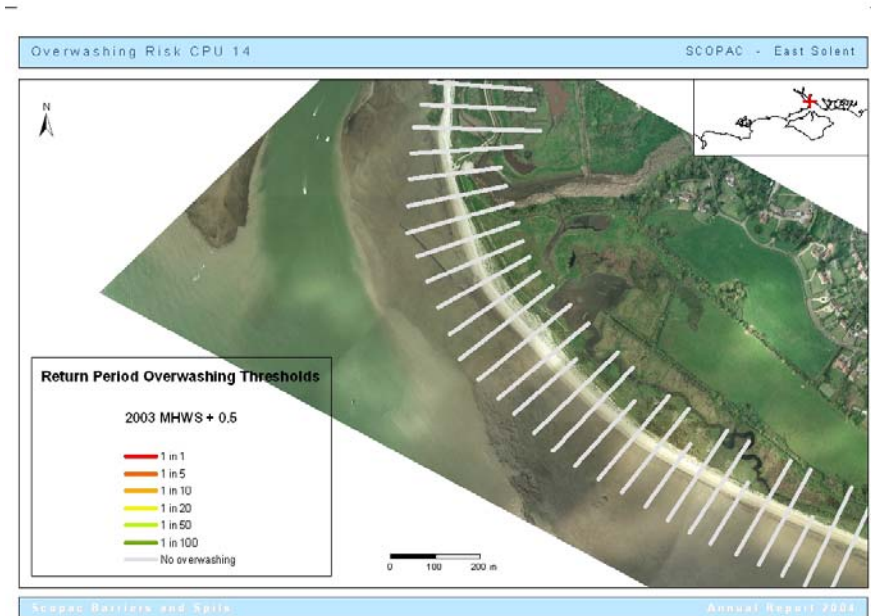 Overwashing Risk CPU 14
SCOPAC - East Solent
N
Return Period Overwashing Thresholds
2003 MHWS + 0.5
1 in 1
1 in 5
1 in 10
1 in 20
1 in 50
1 in 100
No overwashing
0 100 200 m
Scopac Barriers and Spits
Annual Report 2004